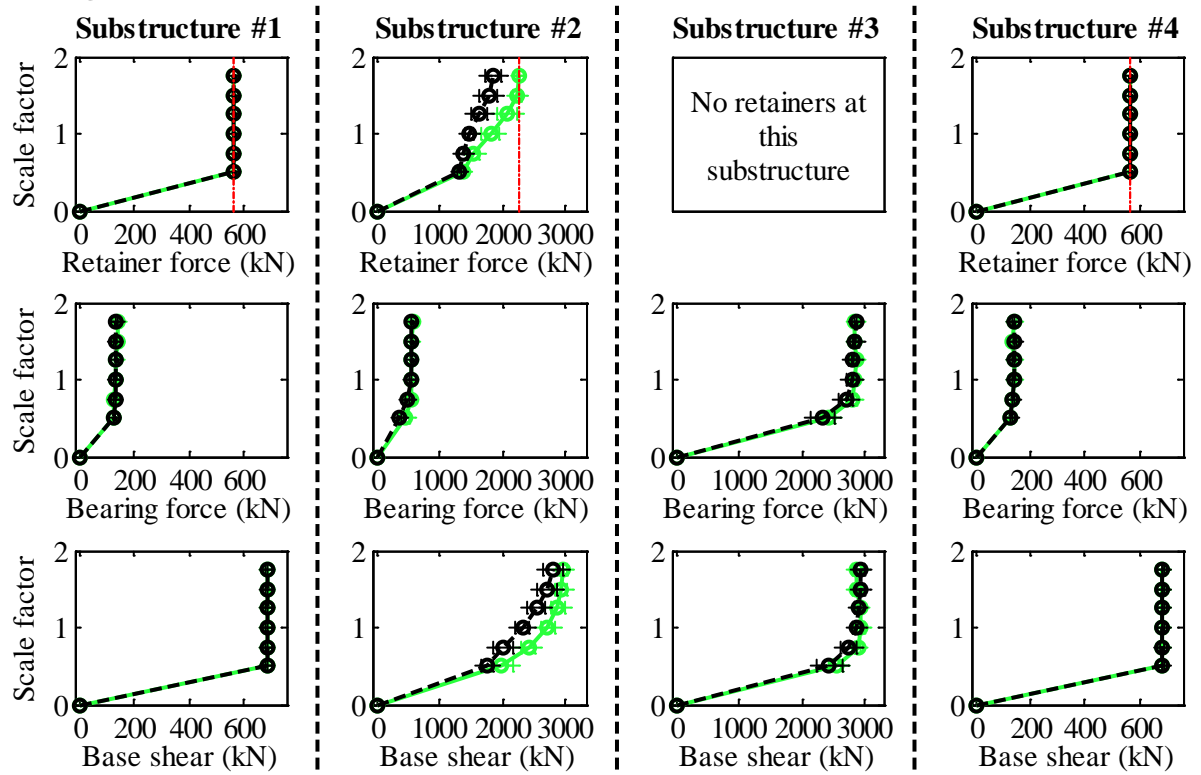 Substructure #1 Substructure #2 Substructure #3 Substructure #4
Scale factor
2
1
0
0 200 400 600
Retainer force (kN)
2
1
0
0 1000 2000 3000
Retainer force (kN)
No retainers at
this
substructure
2
1
0
0 200 400 600
Retainer force (kN)
Scale factor
2
1
0
0 200 400 600
Bearing force (kN)
2
1
0
0 1000 2000 3000
Bearing force (kN)
2
1
0
0 1000 2000 3000
Bearing force (kN)
2
1
0
0 200 400 600
Bearing force (kN)
Scale factor
2
1
0
0 200 400 600
Base shear (kN)
2
1
0
0 1000 2000 3000
Base shear (kN)
2
1
0
0 1000 2000 3000
Base shear (kN)
2
1
0
0 200 400 600
Base shear (kN)